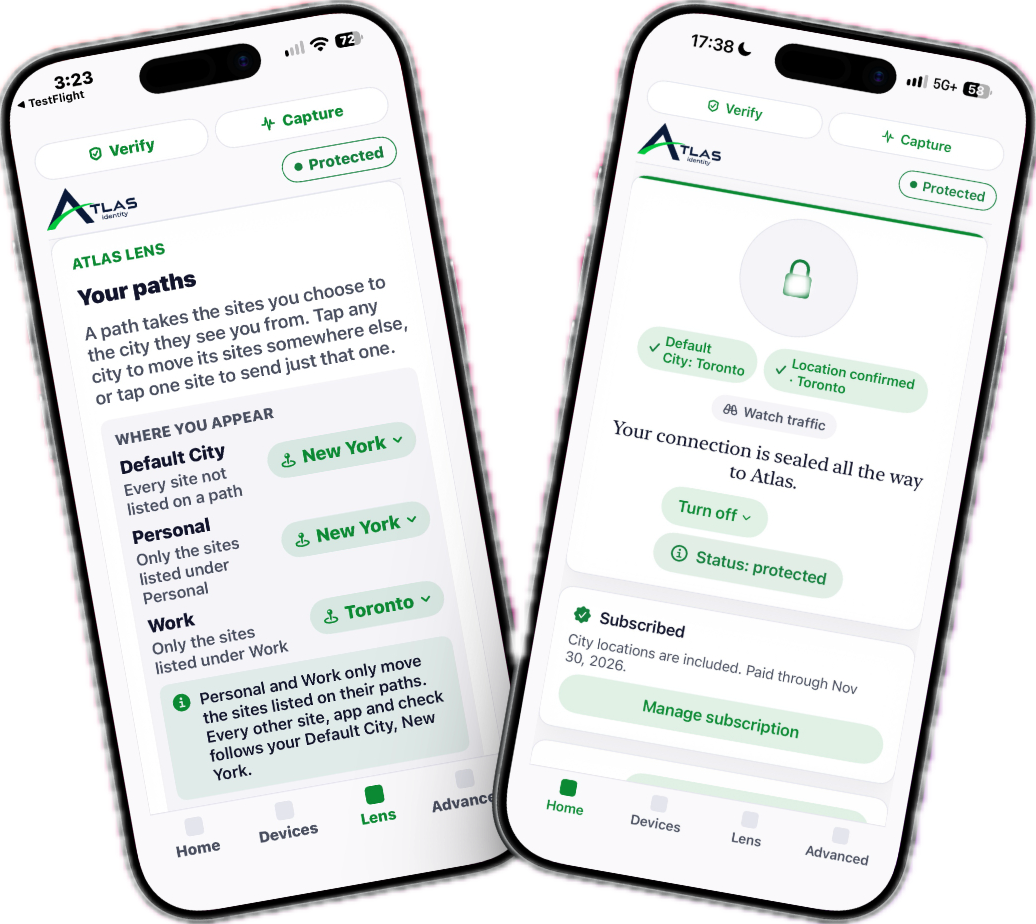 3:23
72
◀ TestFlight
Verify
Capture
Protected
ATLAS
identity
ATLAS LENS
Your paths
A path takes the sites you choose to
the city they see you from. Tap any
city to move its sites somewhere else,
or tap one site to send just that one.
WHERE YOU APPEAR
Default City
New York
Every site not
listed on a path
Personal
New York
Only the sites
listed under
Personal
Work
Toronto
Only the sites
listed under Work
Personal and Work only move
the sites listed on their paths.
Every other site, app and check
follows your Default City, New
York.
Home
Devices
Lens
Advance
17:38
5G+
58
Verify
Capture
ATLAS
identity
Protected
Default
City: Toronto
Location confirmed
· Toronto
Watch traffic
Your connection is sealed all the way
to Atlas.
Turn off
Status: protected
Subscribed
City locations are included. Paid through Nov
30, 2026.
Manage subscription
Home
Devices
Lens
Advanced